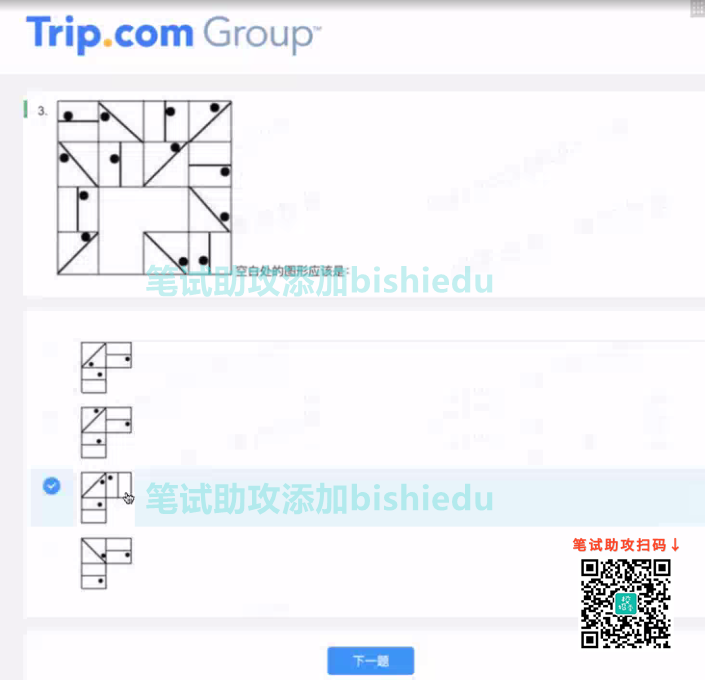 Trip.com Group™
3.
空白处的图形应该是:
笔试助攻添加bishiedu
笔试助攻添加bishiedu
笔试助攻扫码↓
下一题